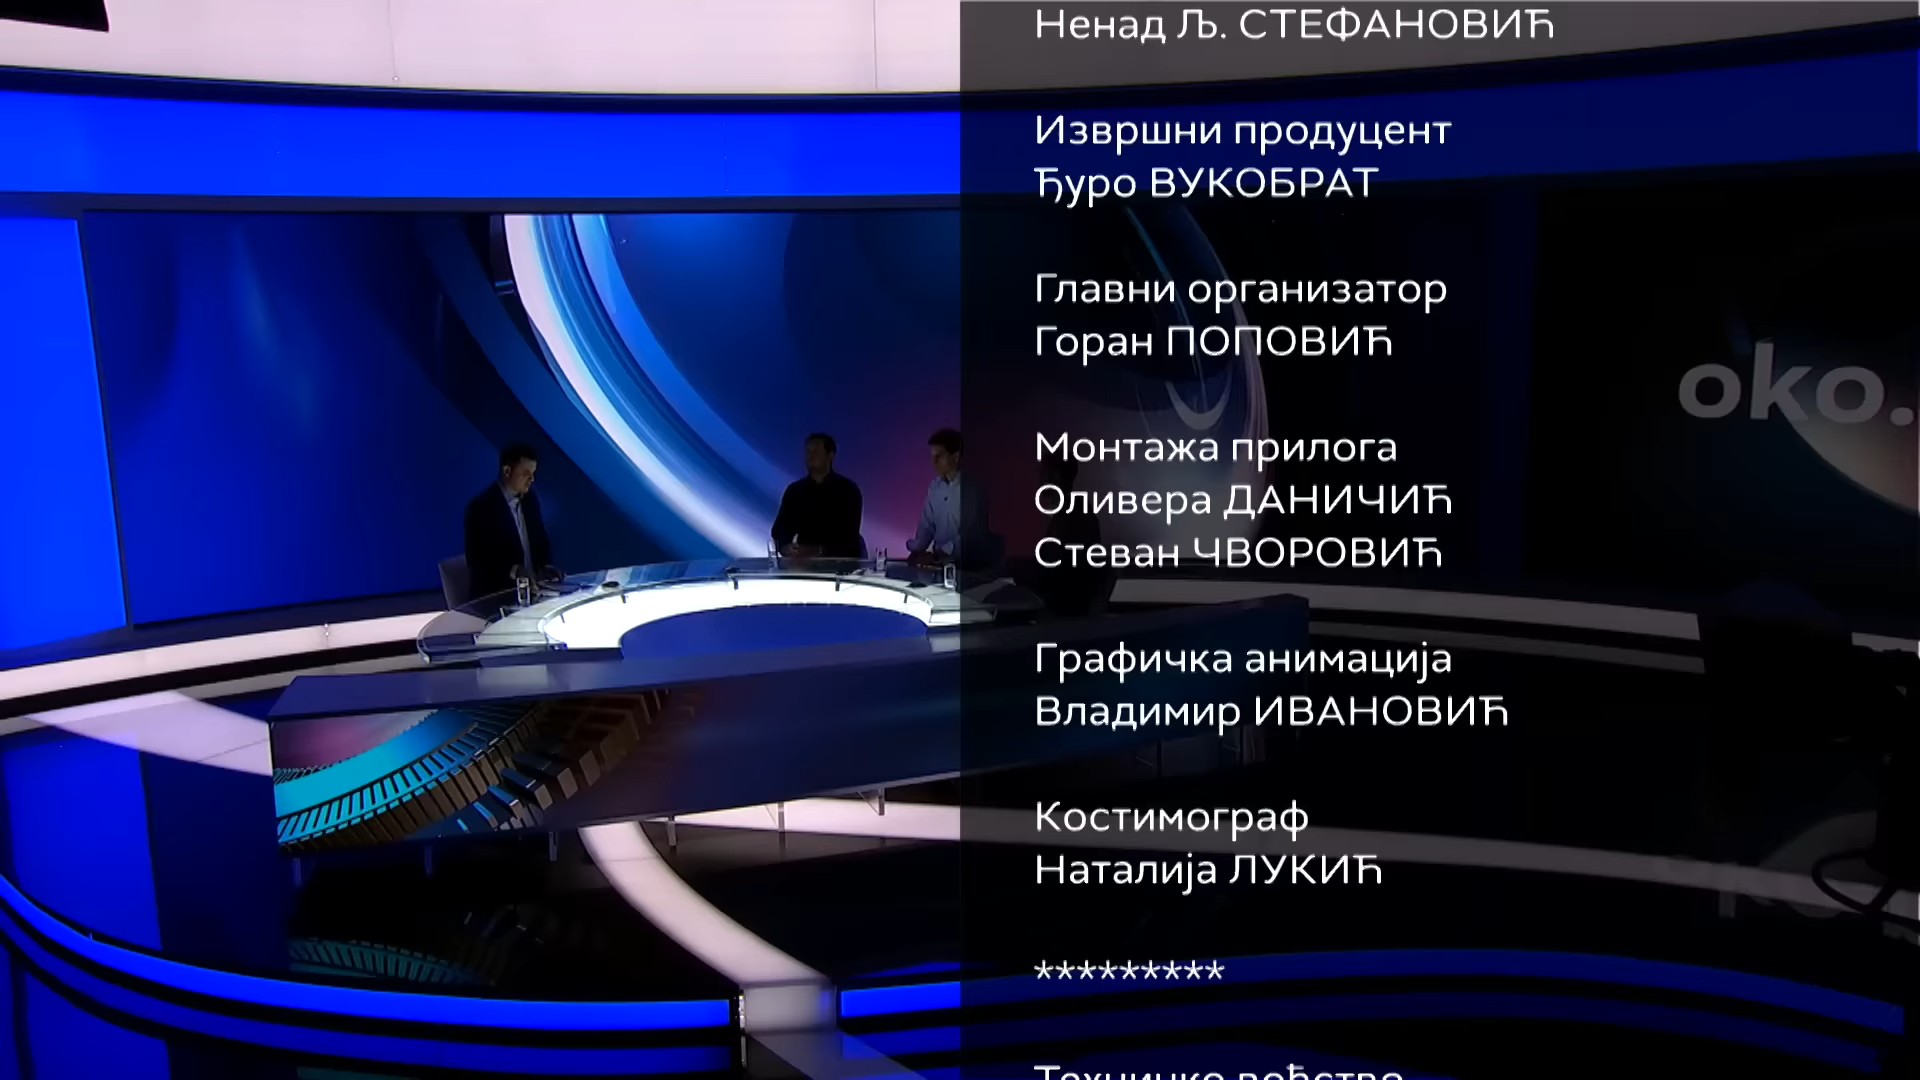 Ненад Љ. СТЕФАНОВИЋ
Извршни продуцент
Ђуро ВУКОБРАТ
Главни организатор
Горан ПОПОВИЋ
Монтажа прилога
Оливера ДАНИЧИЋ
Стеван ЧВОРОВИЋ
Графичка анимација
Владимир ИВАНОВИЋ
Костимограф
Наталија ЛУКИЋ
*********
oko.